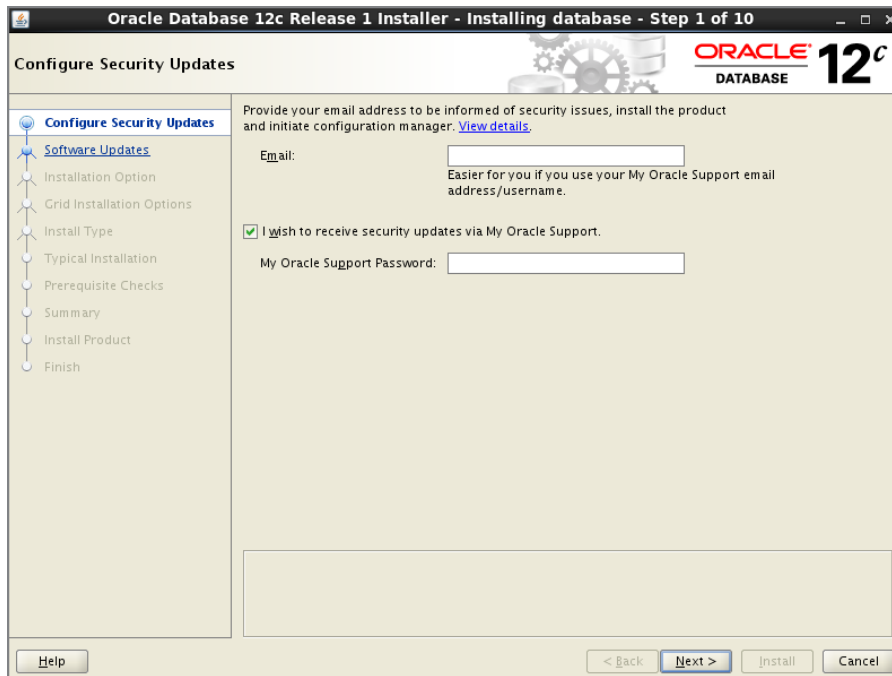 Oracle Database 12c Release 1 Installer - Installing database - Step 1 of 10
Configure Security Updates
ORACLE
DATABASE
12c
Configure Security Updates
Software Updates
Installation Option
Grid Installation Options
Install Type
Typical Installation
Prerequisite Checks
Summary
Install Product
Finish
Provide your email address to be informed of security issues, install the product
and initiate configuration manager. View details.
Email:
Easier for you if you use your My Oracle Support email
address/username.
I wish to receive security updates via My Oracle Support.
My Oracle Support Password:
Help
< Back
Next >
Install
Cancel